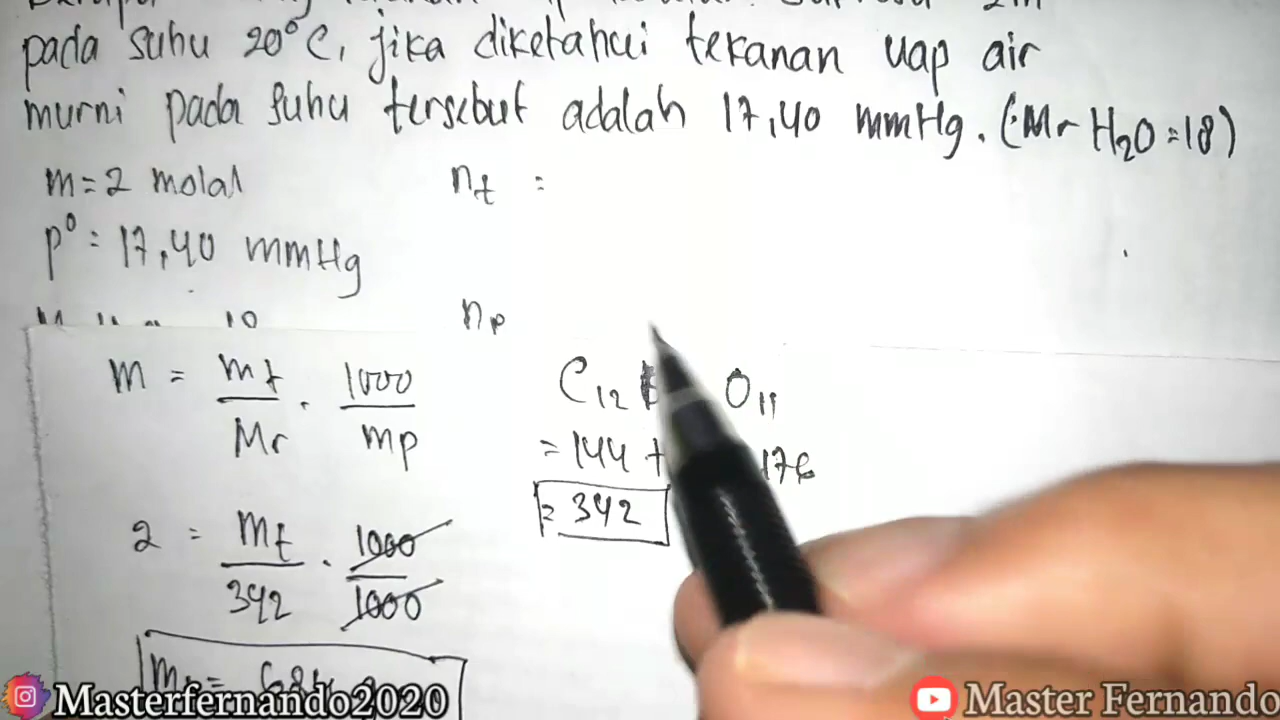 pada suhu 20°C, jika diketahui tekanan uap air
murni pada suhu tersebut adalah 17,40 mmHg. (Mr H₂O = 18)
m = 2 molal
nt =
p° = 17,40 mmHg
np
m = mt / Mr . 1000 / mp
C₁₂ O₁₁
= 144 + 176
= 342
2 = mt / 342 . 1000 / 1000
Masterfernando2020
Master Fernando